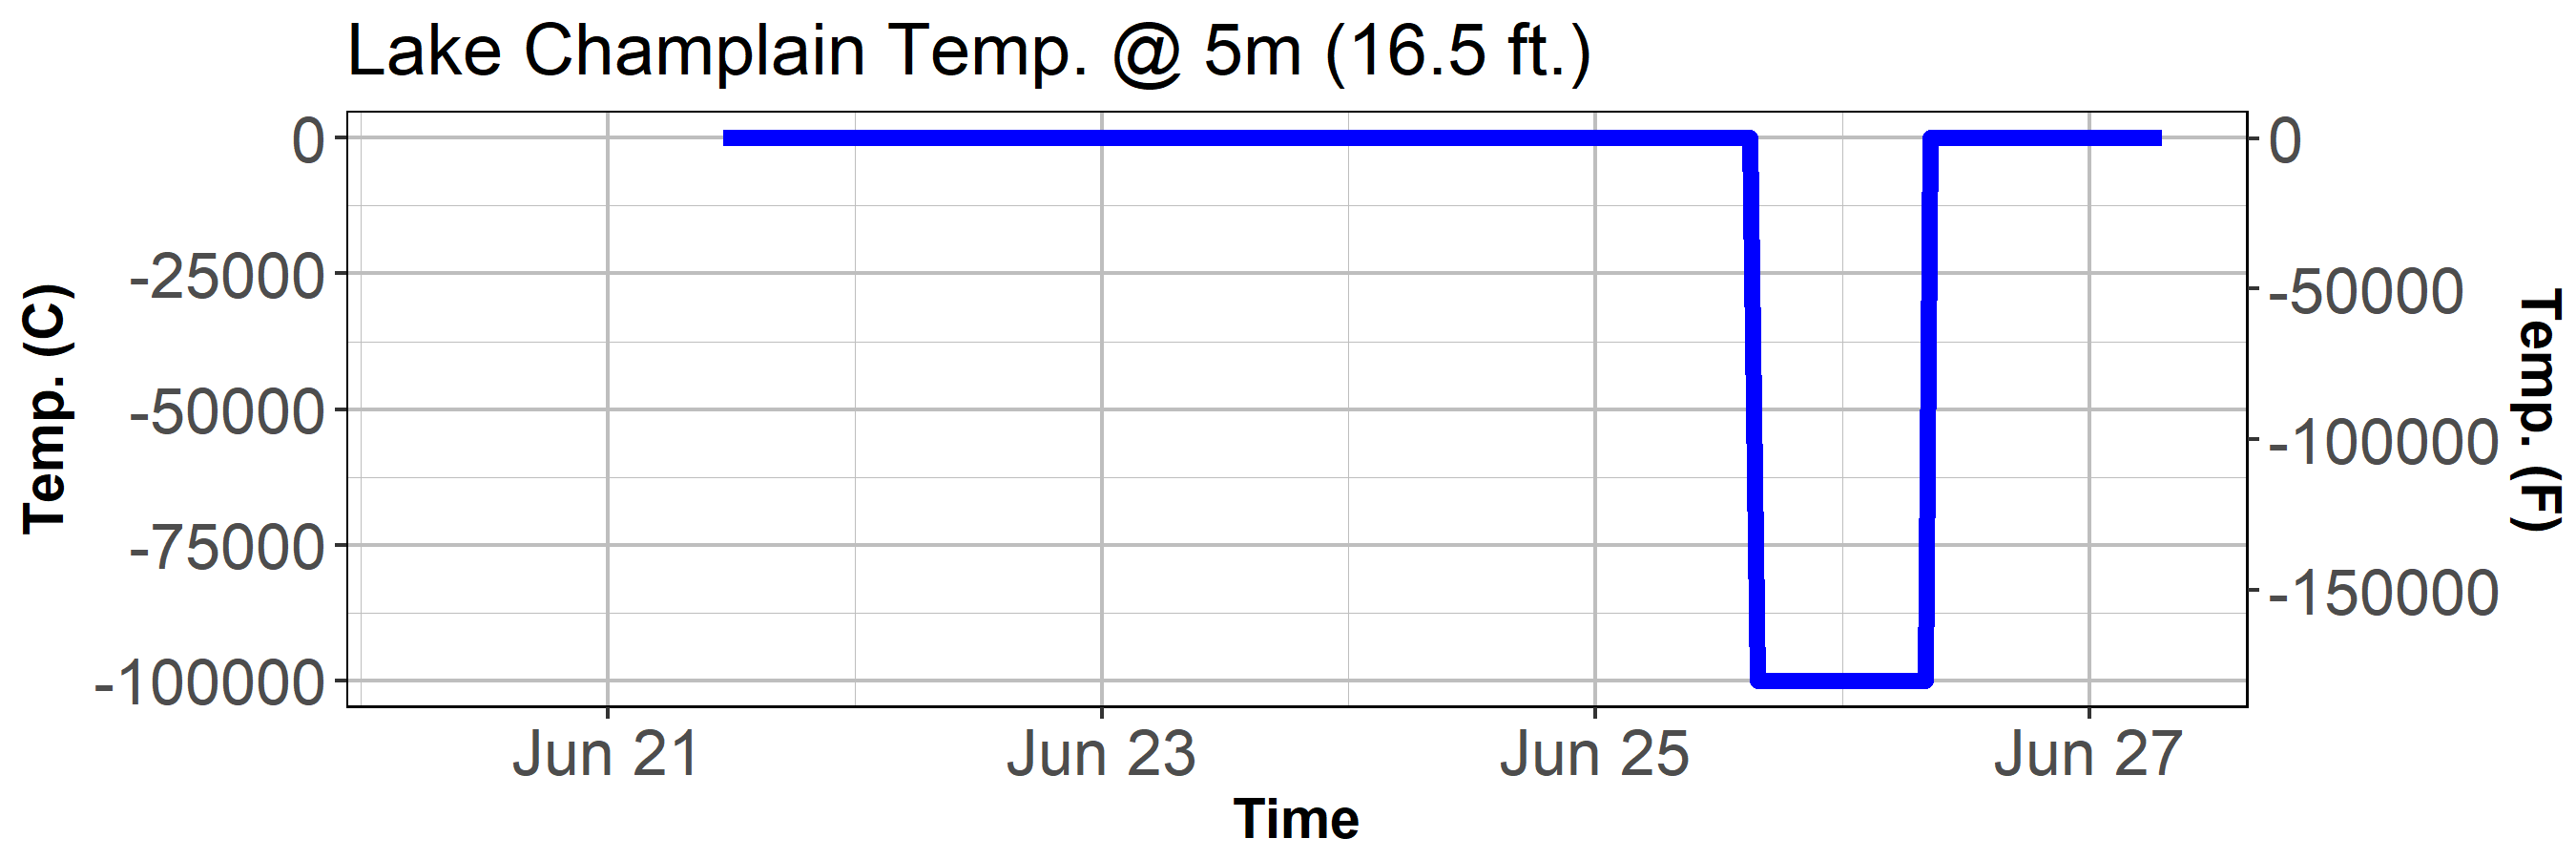 Lake Champlain Temp. @ 5m (16.5 ft.)
Temp. (C)
0
-25000
-50000
-75000
-100000
0
-50000
-100000
-150000
Temp. (F)
Jun 21
Jun 23
Jun 25
Jun 27
Time